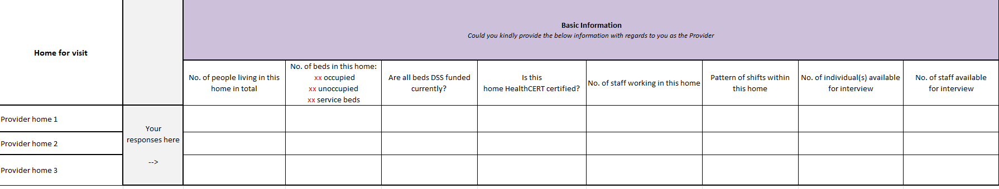 Home for visit
Basic Information
Could you kindly provide the below information with regards to you as the Provider
No. of people living in this
home in total
No. of beds in this home:
xx occupied
xx unoccupied
xx service beds
Are all beds DSS funded
currently?
Is this
home HealthCERT certified?
No. of staff working in this home
Pattern of shifts within
this home
No. of individual(s) available
for interview
No. of staff available
for interview
Provider home 1
Provider home 2
Provider home 3
Your
responses here
-->